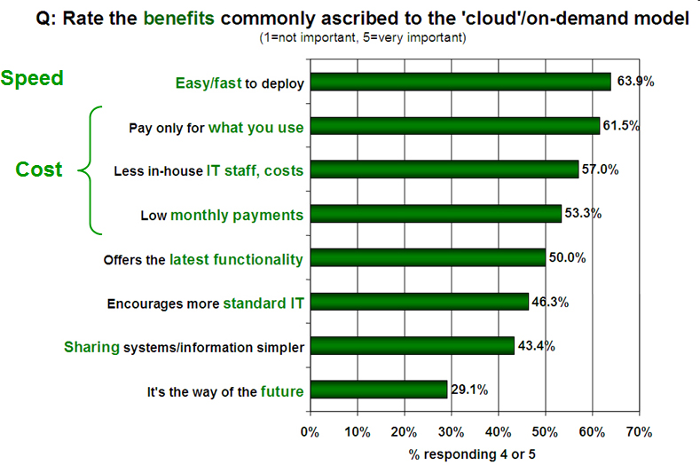 Q: Rate the benefits commonly ascribed to the 'cloud'/on-demand model
(1=not important, 5=very important)
Speed
Easy/fast to deploy
63.9%
Cost
Pay only for what you use
61.5%
Less in-house IT staff, costs
57.0%
Low monthly payments
53.3%
Offers the latest functionality
50.0%
Encourages more standard IT
46.3%
Sharing systems/information simpler
43.4%
It's the way of the future
29.1%
0% 10% 20% 30% 40% 50% 60% 70%
% responding 4 or 5